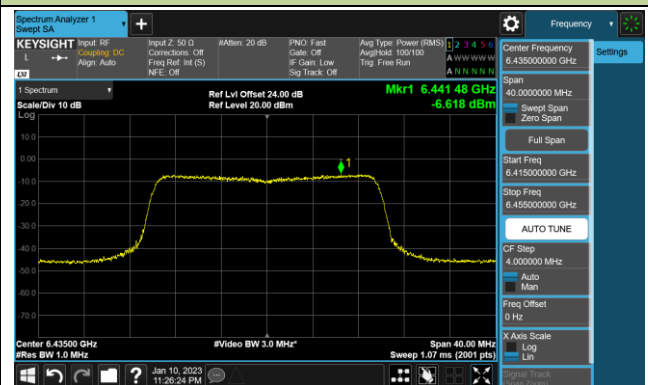 Spectrum Analyzer 1
Swept SA
Frequency
KEYSIGHT
Input: RF
Coupling: DC
Align: Auto
Input Z: 50 Ω
Corrections: Off
Freq Ref: Int (S)
NFE: Off
#Atten: 20 dB
PNO: Fast
Gate: Off
IF Gain: Low
Sig Track: Off
Avg Type: Power (RMS)
Avg|Hold: 100/100
Trig: Free Run
1 2 3 4 5 6
A W W W W W
A N N N N N
L
LXI
1 Spectrum
Scale/Div 10 dB
Log
Ref Lvl Offset 24.00 dB
Ref Level 20.00 dBm
Mkr1 6.441 48 GHz
-6.618 dBm
10.0
0.00
-10.0
-20.0
-30.0
-40.0
-50.0
-60.0
-70.0
1
Center 6.43500 GHz
#Res BW 1.0 MHz
#Video BW 3.0 MHz*
Span 40.00 MHz
Sweep 1.07 ms (2001 pts)
Center Frequency
6.435000000 GHz
Settings
Span
40.0000000 MHz
Swept Span
Zero Span
Full Span
Start Freq
6.415000000 GHz
Stop Freq
6.455000000 GHz
AUTO TUNE
CF Step
4.000000 MHz
Auto
Man
Freq Offset
0 Hz
X Axis Scale
Log
Lin
Signal Track
(Span Zoom)
Jan 10, 2023
11:26:24 PM